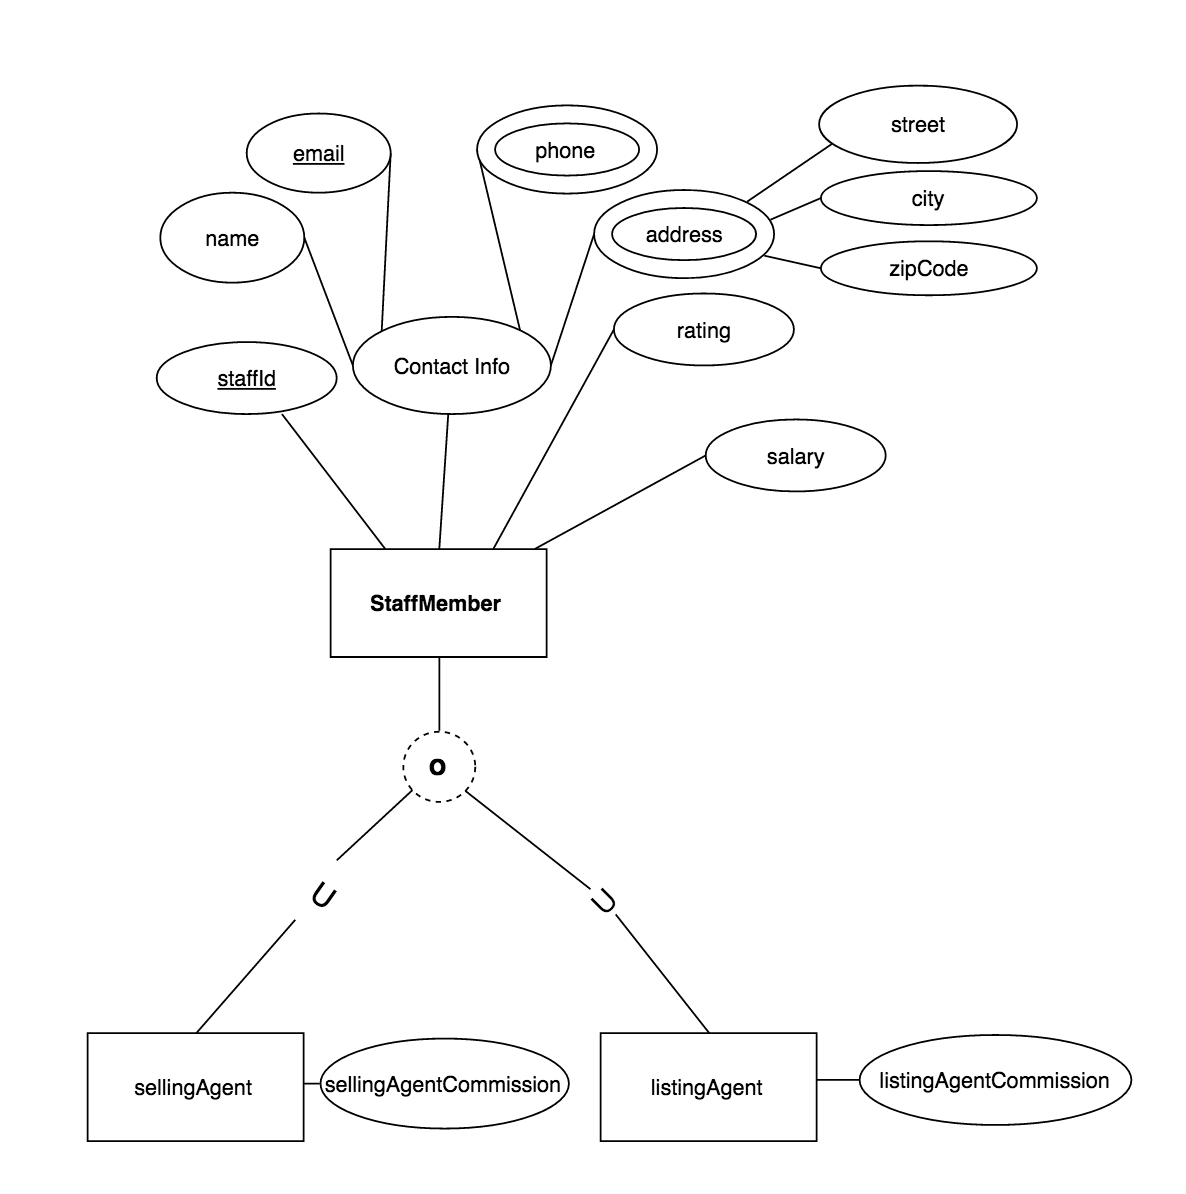 street
email
phone
city
address
name
zipCode
rating
Contact Info
staffId
salary
StaffMember
o
U
U
sellingAgent
sellingAgentCommission
listingAgent
listingAgentCommission